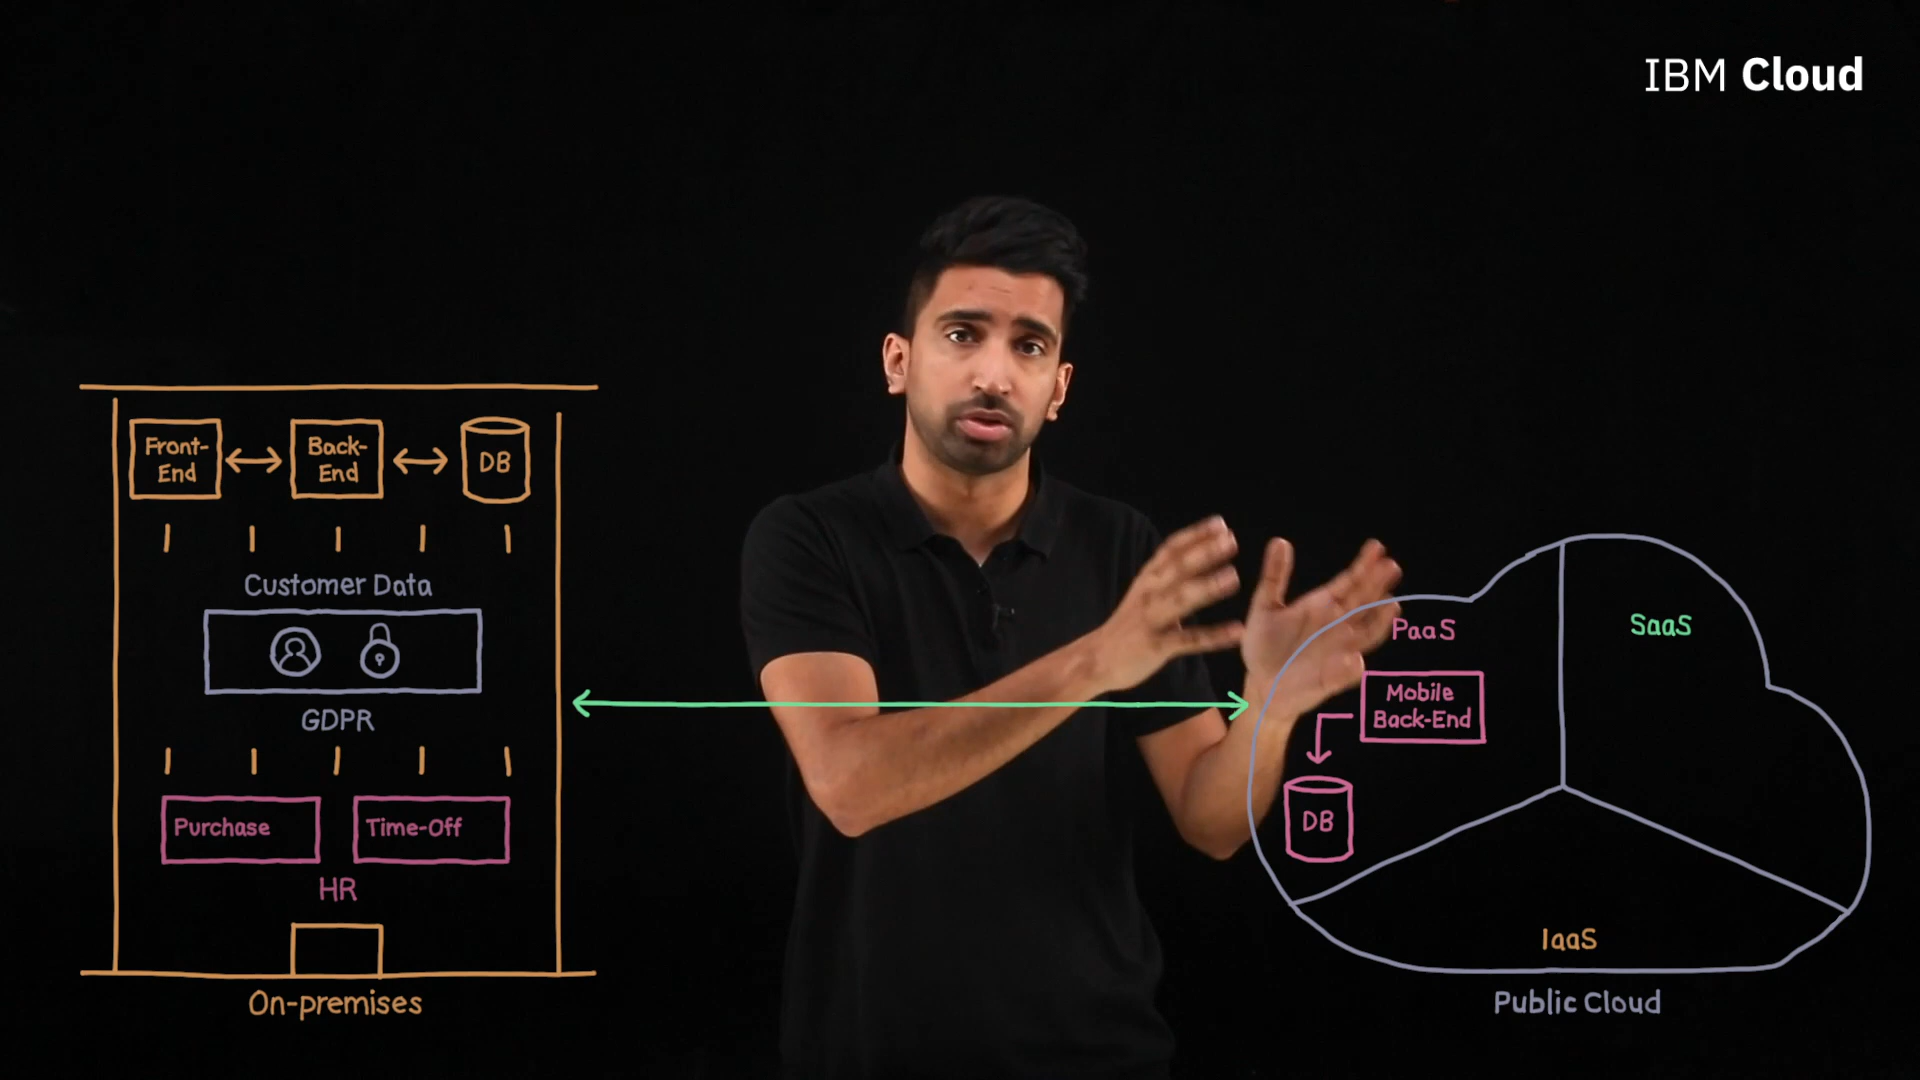 IBM Cloud
Front-
End
Back-
End
DB
Customer Data
GDPR
Purchase
Time-Off
HR
On-premises
PaaS
Mobile
Back-End
DB
SaaS
IaaS
Public Cloud